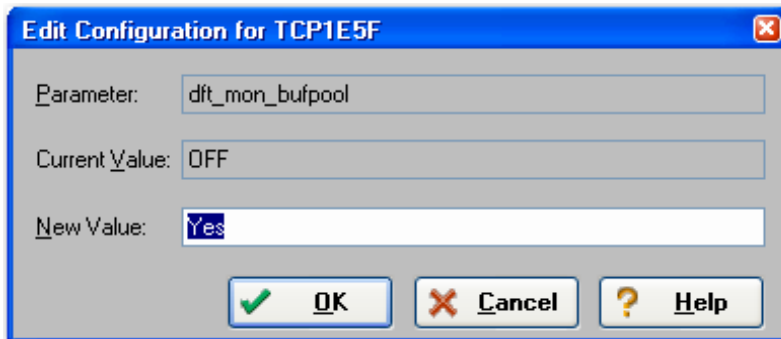 Edit Configuration for TCP1E5F
Parameter: dft_mon_bufpool
Current Value: OFF
New Value: Yes
OK Cancel ? Help